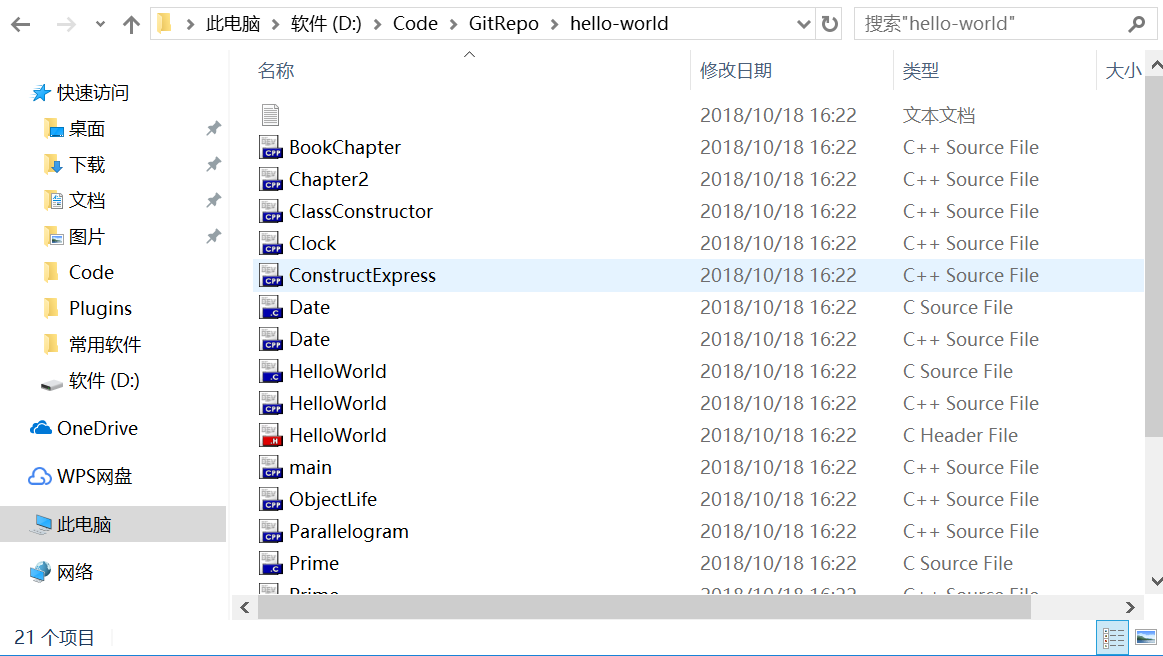 此电脑 软件 (D:) Code GitRepo hello-world 搜索"hello-world"
名称 修改日期 类型 大小
快速访问
桌面
下载
文档
图片
Code
Plugins
常用软件
软件 (D:)
OneDrive
WPS网盘
此电脑
网络
2018/10/18 16:22 文本文档
BookChapter 2018/10/18 16:22 C++ Source File
Chapter2 2018/10/18 16:22 C++ Source File
ClassConstructor 2018/10/18 16:22 C++ Source File
Clock 2018/10/18 16:22 C++ Source File
ConstructExpress 2018/10/18 16:22 C++ Source File
Date 2018/10/18 16:22 C Source File
Date 2018/10/18 16:22 C++ Source File
HelloWorld 2018/10/18 16:22 C Source File
HelloWorld 2018/10/18 16:22 C++ Source File
HelloWorld 2018/10/18 16:22 C Header File
main 2018/10/18 16:22 C++ Source File
ObjectLife 2018/10/18 16:22 C++ Source File
Parallelogram 2018/10/18 16:22 C++ Source File
Prime 2018/10/18 16:22 C Source File
Prime 2018/10/18 16:22 C++ Source File
21 个项目